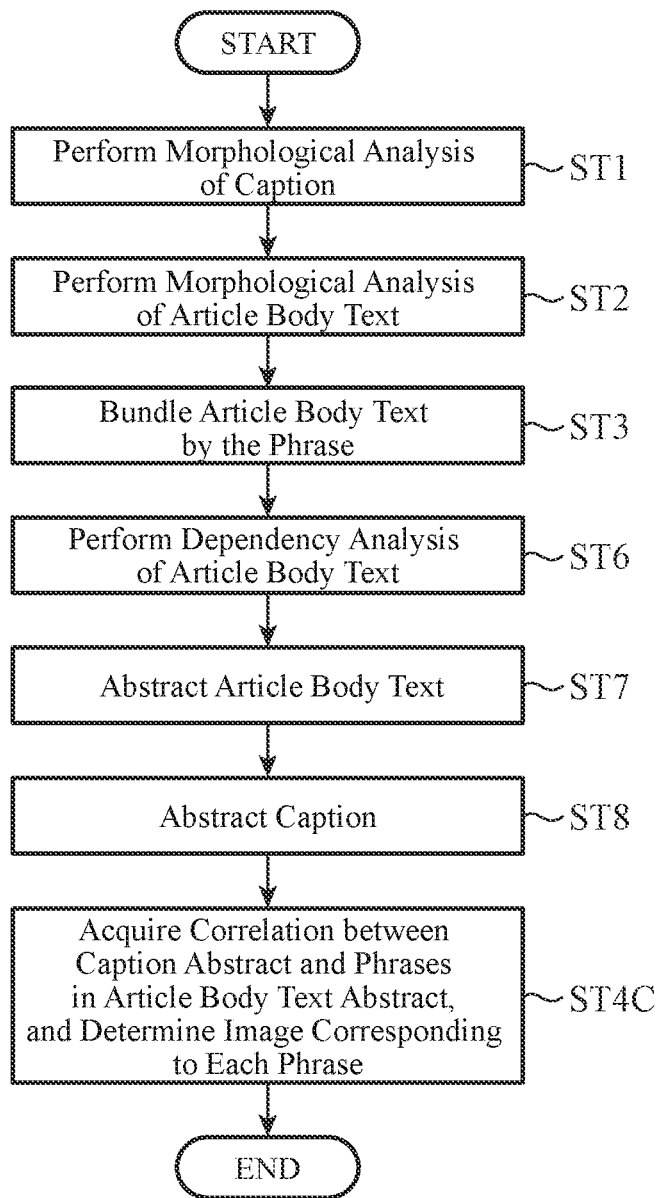 START
Perform Morphological Analysis
of Caption
ST1
Perform Morphological Analysis
of Article Body Text
ST2
Bundle Article Body Text
by the Phrase
ST3
Perform Dependency Analysis
of Article Body Text
ST6
Abstract Article Body Text
ST7
Abstract Caption
ST8
Acquire Correlation between
Caption Abstract and Phrases
in Article Body Text Abstract,
and Determine Image Corresponding
to Each Phrase
ST4C
END